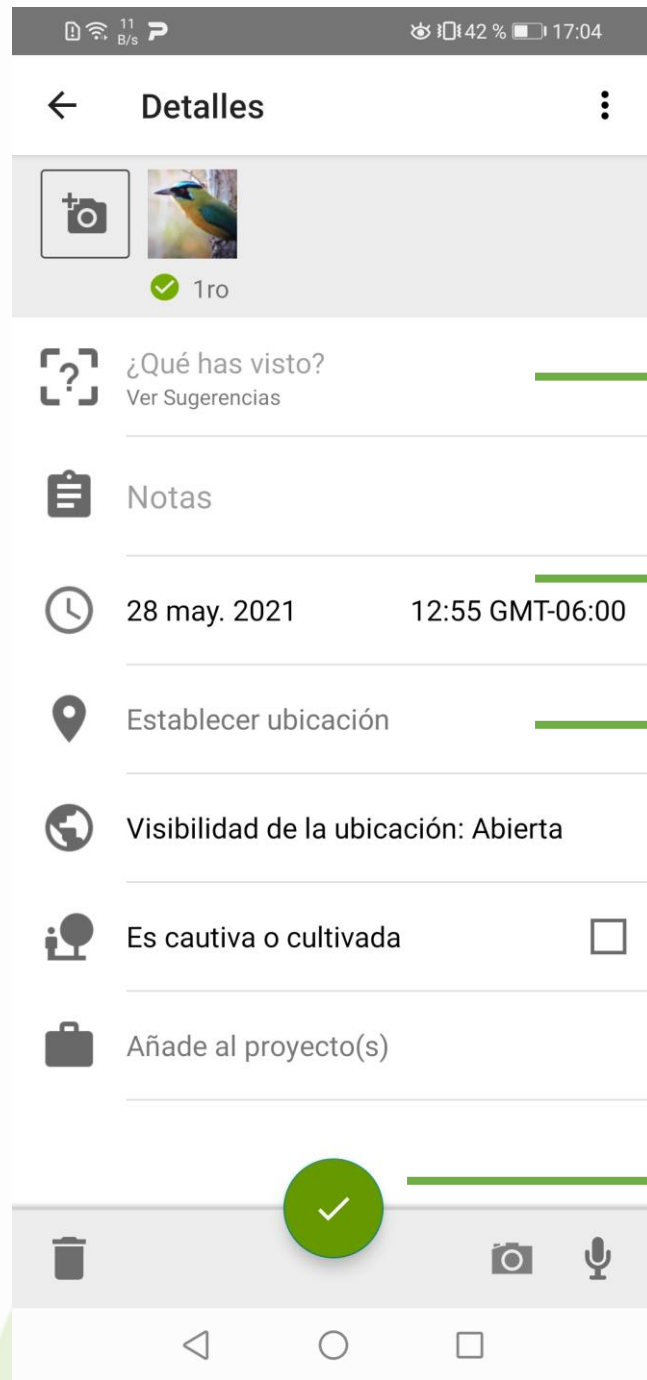 11
B/s
42 % 17:04
Detalles
1ro
¿Qué has visto?
Ver Sugerencias
Notas
28 may. 2021 12:55 GMT-06:00
Establecer ubicación
Visibilidad de la ubicación: Abierta
Es cautiva o cultivada
Añade al proyecto(s)